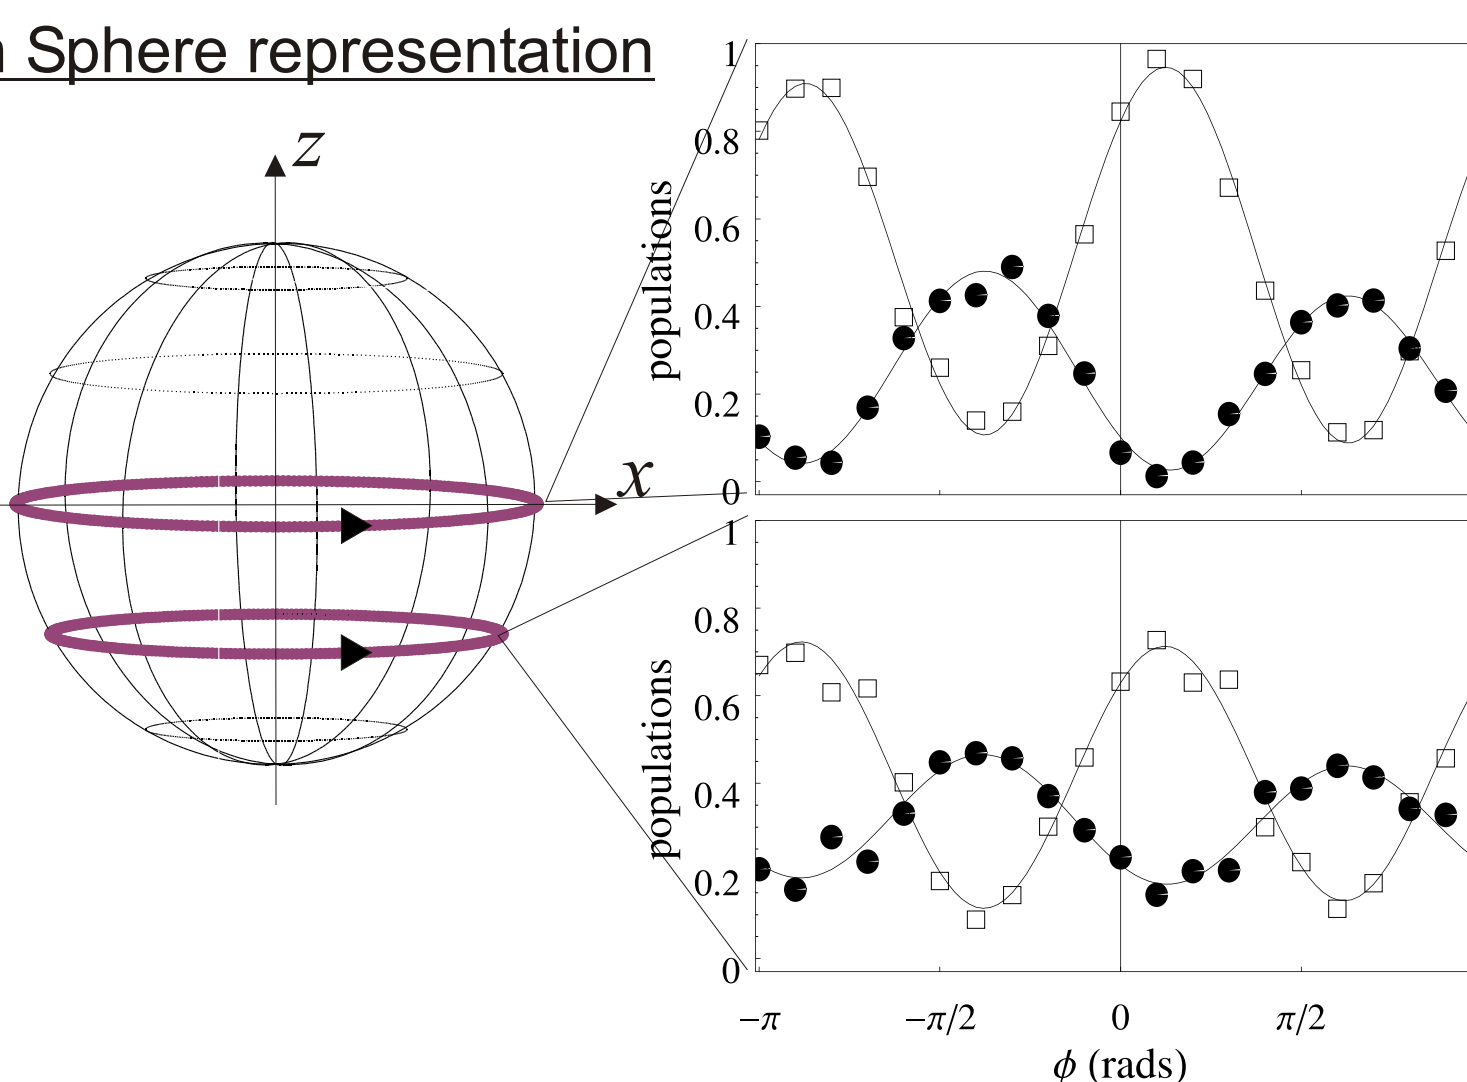 Sphere representation
z
x
populations
1
0.8
0.6
0.4
0.2
0
populations
1
0.8
0.6
0.4
0.2
0
−π
−π/2
0
π/2
ϕ (rads)